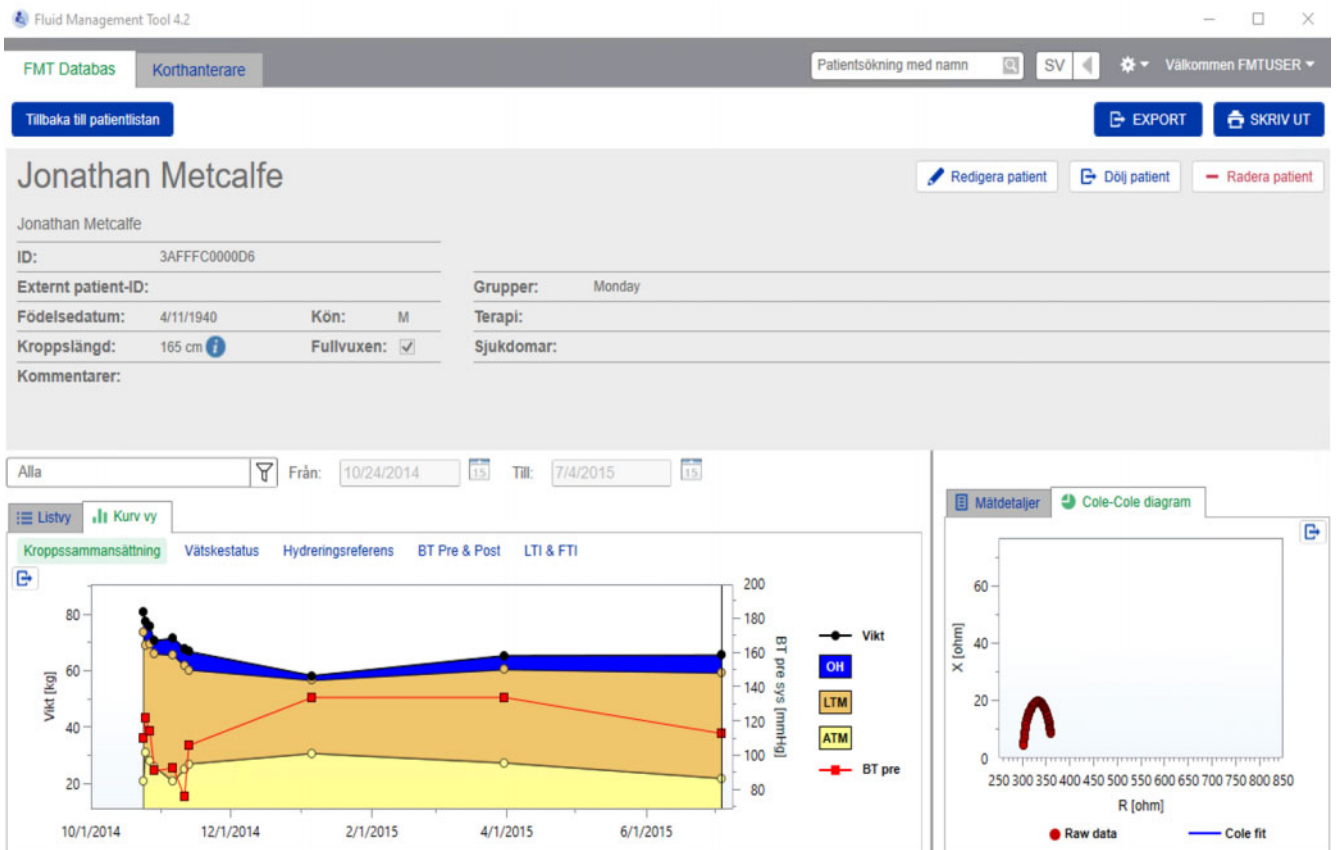 Fluid Management Tool 4.2
FMT Databas Korthanterare Patientsökning med namn SV Välkommen FMTUSER
Tillbaka till patientlistan EXPORT SKRIV UT
Jonathan Metcalfe Redigera patient Dölj patient Radera patient
Jonathan Metcalfe
ID: 3AFFFC0000D6
Externt patient-ID: Grupper: Monday
Födelsedatum: 4/11/1940 Kön: M Terapi:
Kroppslängd: 165 cm i Fullvuxen: Sjukdomar:
Kommentarer:
Alla Från: 10/24/2014 15 Till: 7/4/2015 15
Listvy Kurv vy
Kroppssammansättning Vätskestatus Hydreringsreferens BT Pre & Post LTI & FTI
Vikt [kg]
80
60
40
20
10/1/2014 12/1/2014 2/1/2015 4/1/2015 6/1/2015
200
180
160
140
120
100
80
BT pre sys [mmHg]
Vikt
OH
LTM
ATM
BT pre
Mätdetaljer Cole-Cole diagram
X [ohm]
60
40
20
0
250 300 350 400 450 500 550 600 650 700 750 800 850
R [ohm]
Raw data Cole fit